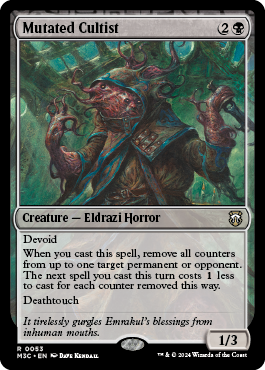 Mutated Cultist 2
Creature — Eldrazi Horror
Devoid
When you cast this spell, remove all counters
from up to one target permanent or opponent.
The next spell you cast this turn costs 1 less
to cast for each counter removed this way.
Deathtouch
It tirelessly gurgles Emrakul's blessings from
inhuman mouths.
1/3
R 0053
M3C • EN Dave Kendall
™ & © 2024 Wizards of the Coast